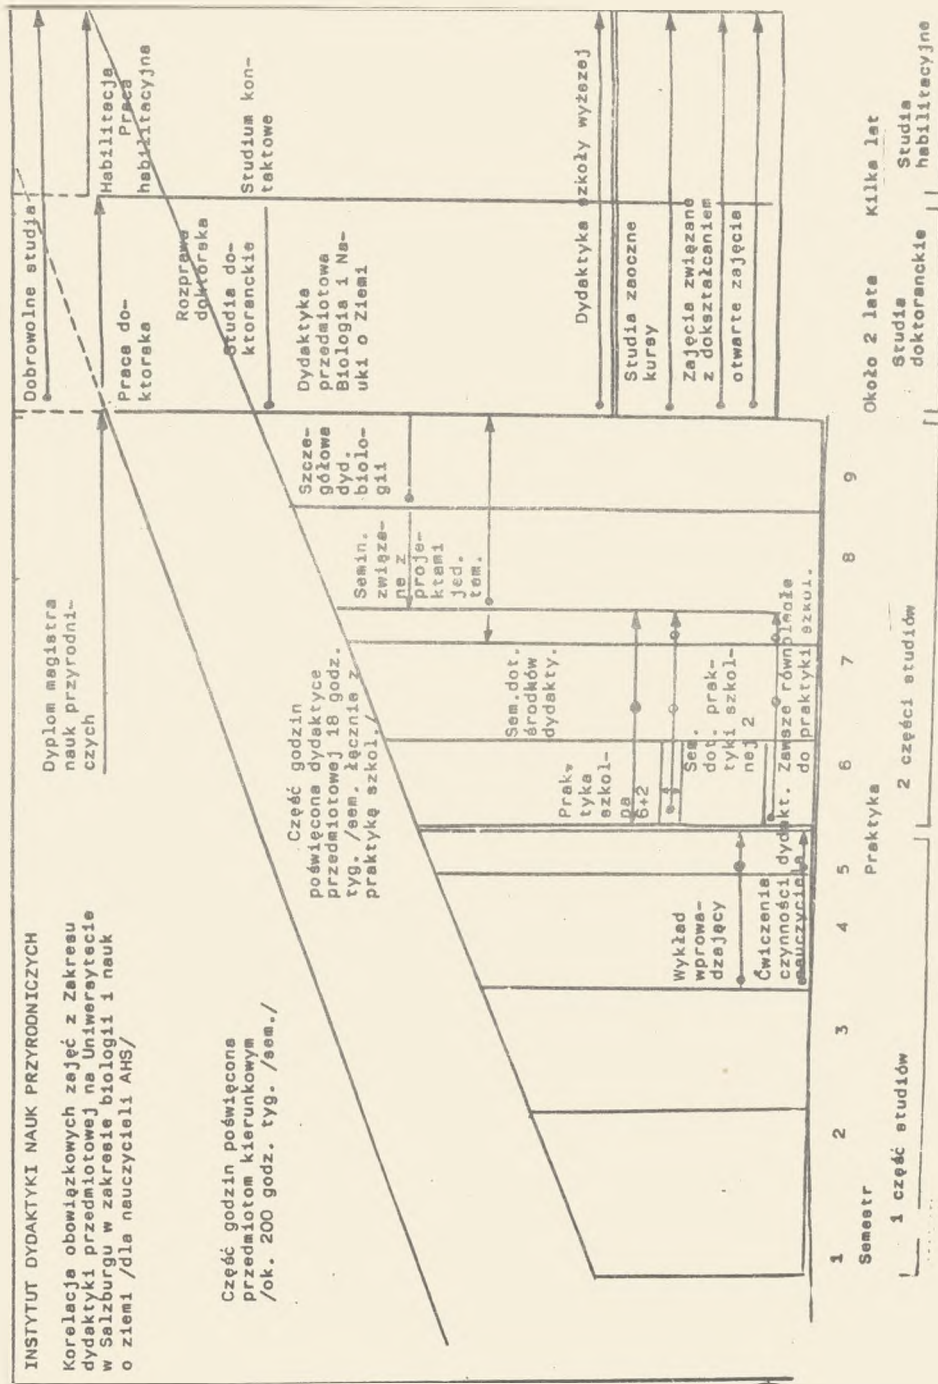 INSTYTUT DYDAKTYKI NAUK PRZYRODNICZYCH
Korelacja obowiązkowych zajęć z Zakresu
dydaktyki przedmiotowej na Uniwersytecie
w Salzburgu w zakresie biologii i nauk
o ziemi /dla nauczycieli AHS/
Dyplom magistra
nauk przyrodni-
czych
Dobrowolne studia
Praca do-
ktorska
Habilitacja
Praca
habilitacyjna
Rozprawa
doktorska
Studia do-
ktoranckie
Studium kon-
taktowe
Część godzin poświęcona
przedmiotom kierunkowym
/ok. 200 godz. tyg. /sem./
Część godzin
poświęcona dydaktyce
przedmiotowej 18 godz.
tyg. /sem. łącznie z
praktyką szkol./
Szcze-
gółowa
dyd.
biolo-
gii
Dydaktyka
przedmiotowa
Biologia i Na-
uki o Ziemi
Semin.
związa-
ne z
proje-
ktami
jed.
tem.
Sem.dot.
środków
dydakty.
Prak-
tyka
szkol-
na
6+2
Sem.
dot. prak-
tyki szkol-
nej 2
Wykład
wprowa-
dzający
Ćwiczenia
czynności dydakt. Zawsze równolegle
nauczyciela do praktyki szkol.
Dydaktyka szkoły wyższej
Studia zaoczne
kursy
Zajęcia związane
z dokształcaniem
otwarte zajęcia
1 2 3 4 5 6 7 8 9 Około 2 lata Kilka lat
Semestr Praktyka
1 część studiów 2 części studiów
Studia
doktoranckie
Studia
habilitacyjne